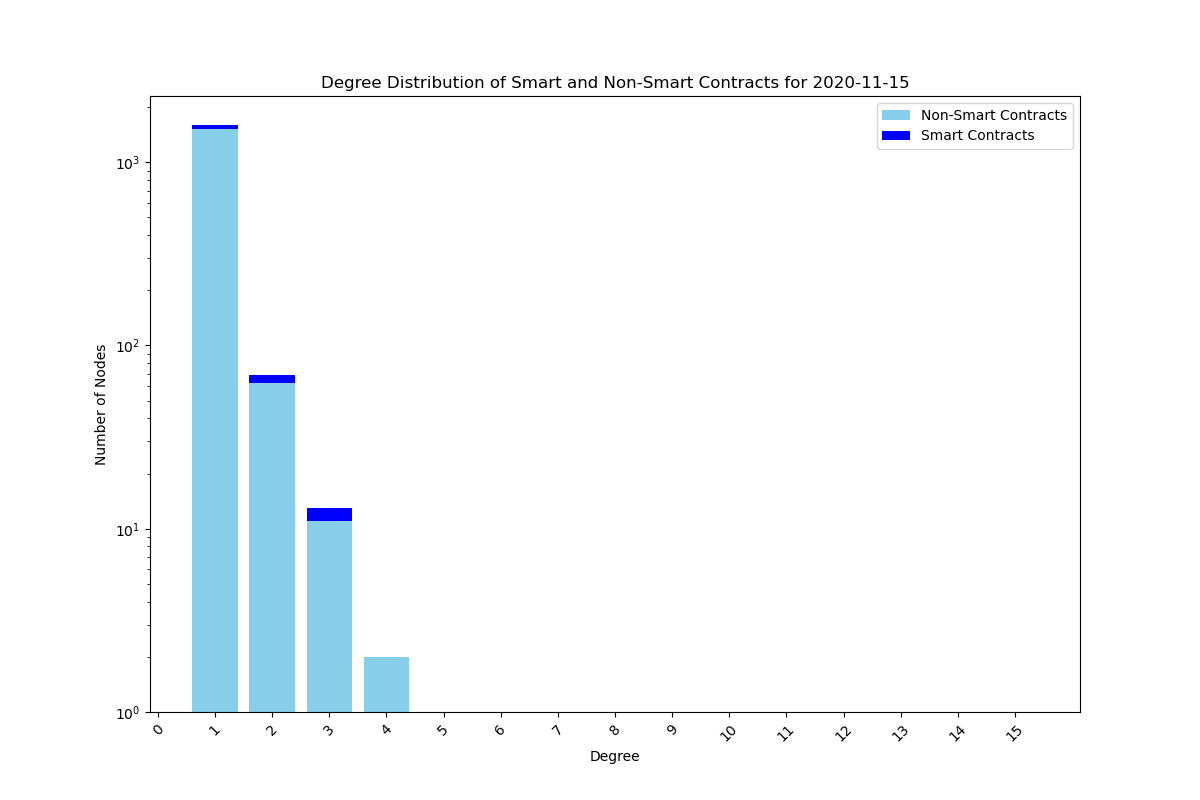 Degree Distribution of Smart and Non-Smart Contracts for 2020-11-15
Non-Smart Contracts
Smart Contracts
Number of Nodes
10³
10²
10¹
10⁰
0 1 2 3 4 5 6 7 8 9 10 11 12 13 14 15
Degree